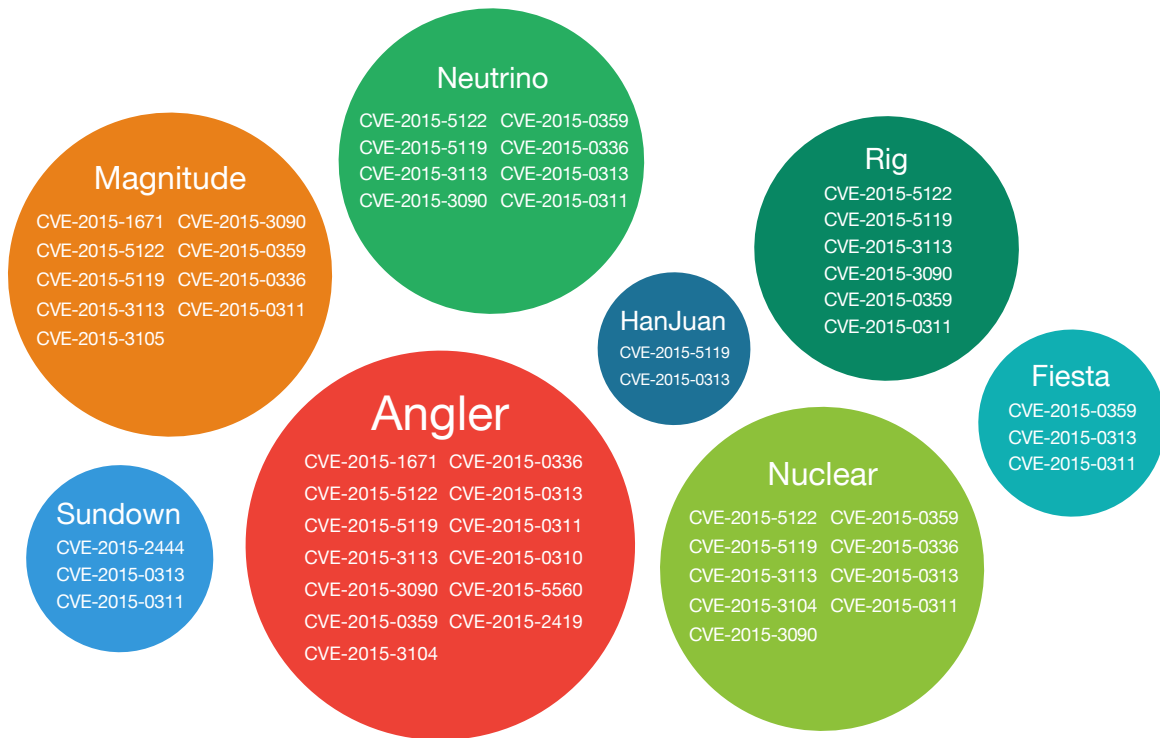 Neutrino
CVE-2015-5122 CVE-2015-0359
CVE-2015-5119 CVE-2015-0336
CVE-2015-3113 CVE-2015-0313
CVE-2015-3090 CVE-2015-0311
Magnitude
CVE-2015-1671 CVE-2015-3090
CVE-2015-5122 CVE-2015-0359
CVE-2015-5119 CVE-2015-0336
CVE-2015-3113 CVE-2015-0311
CVE-2015-3105
Rig
CVE-2015-5122
CVE-2015-5119
CVE-2015-3113
CVE-2015-3090
CVE-2015-0359
CVE-2015-0311
HanJuan
CVE-2015-5119
CVE-2015-0313
Fiesta
CVE-2015-0359
CVE-2015-0313
CVE-2015-0311
Angler
CVE-2015-1671 CVE-2015-0336
CVE-2015-5122 CVE-2015-0313
CVE-2015-5119 CVE-2015-0311
CVE-2015-3113 CVE-2015-0310
CVE-2015-3090 CVE-2015-5560
CVE-2015-0359 CVE-2015-2419
CVE-2015-3104
Nuclear
CVE-2015-5122 CVE-2015-0359
CVE-2015-5119 CVE-2015-0336
CVE-2015-3113 CVE-2015-0313
CVE-2015-3104 CVE-2015-0311
CVE-2015-3090
Sundown
CVE-2015-2444
CVE-2015-0313
CVE-2015-0311